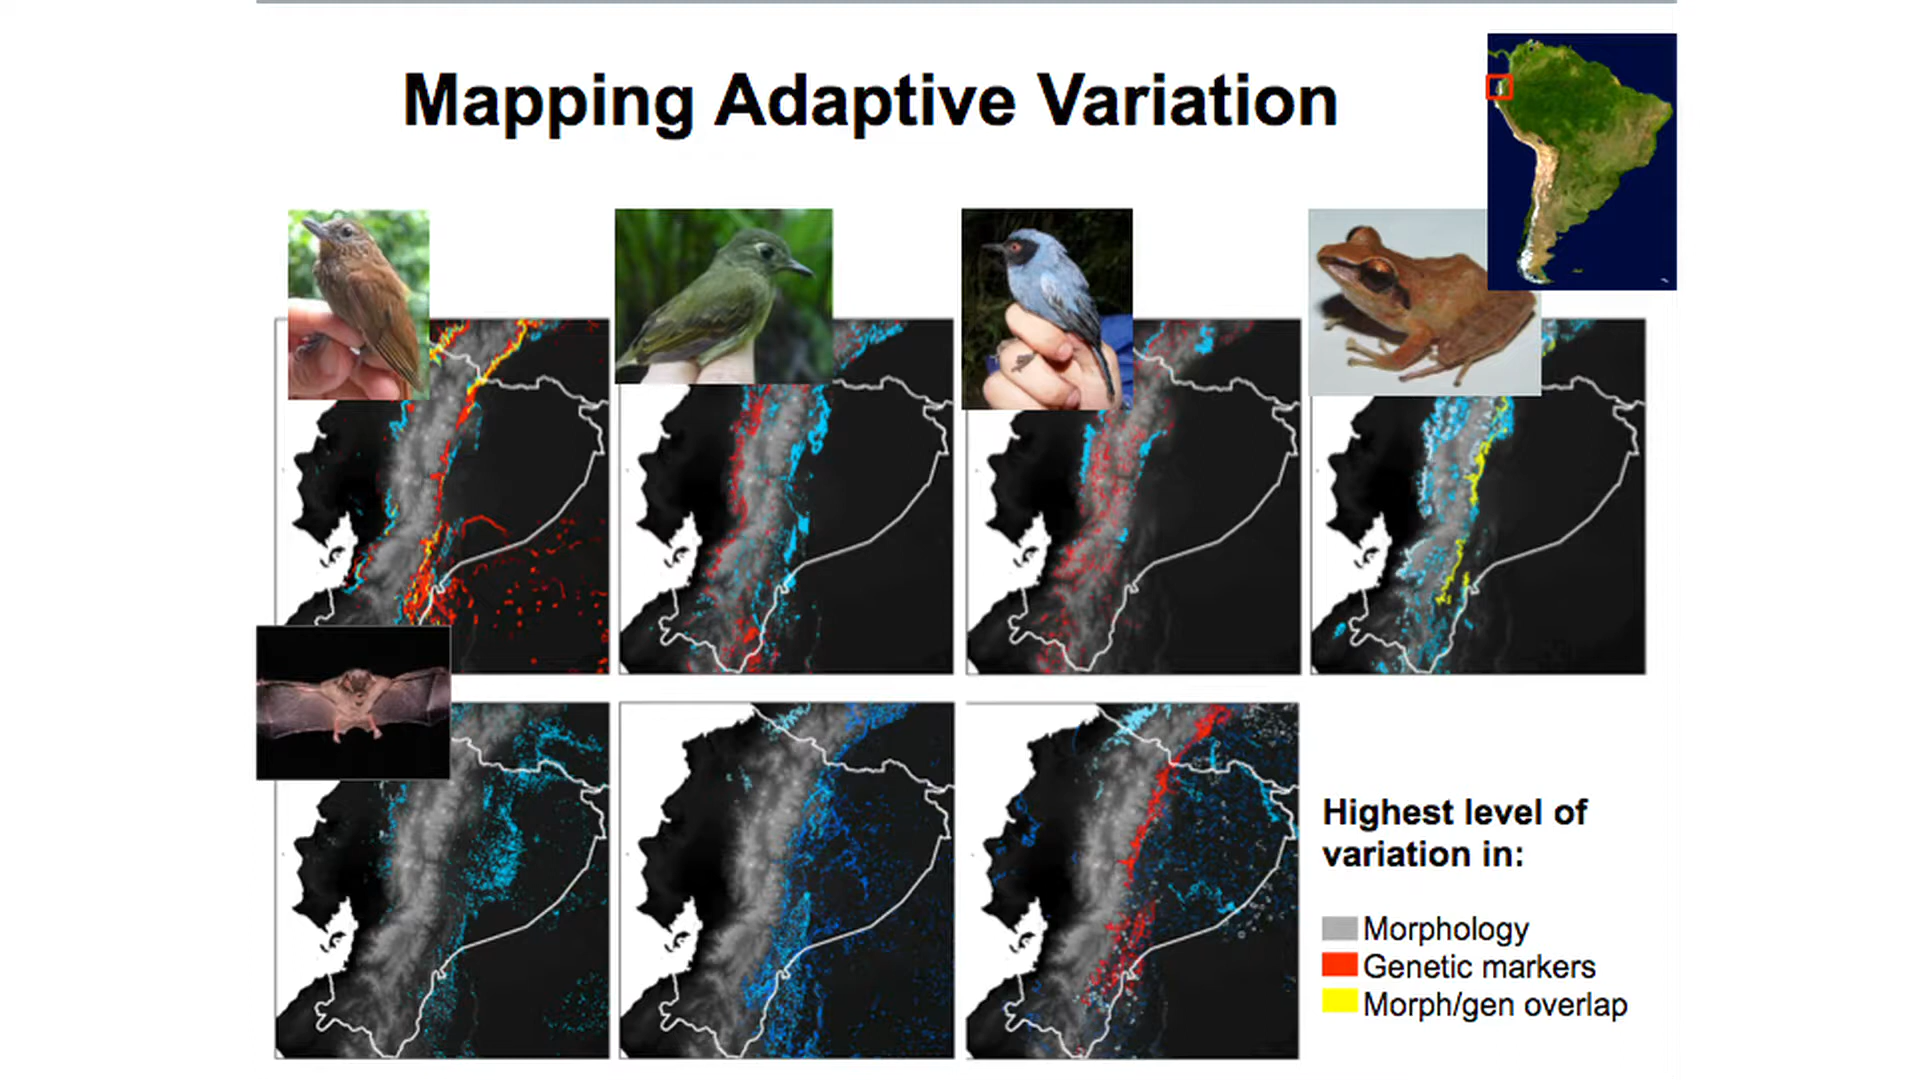 Mapping Adaptive Variation
Highest level of
variation in:
Morphology
Genetic markers
Morph/gen overlap